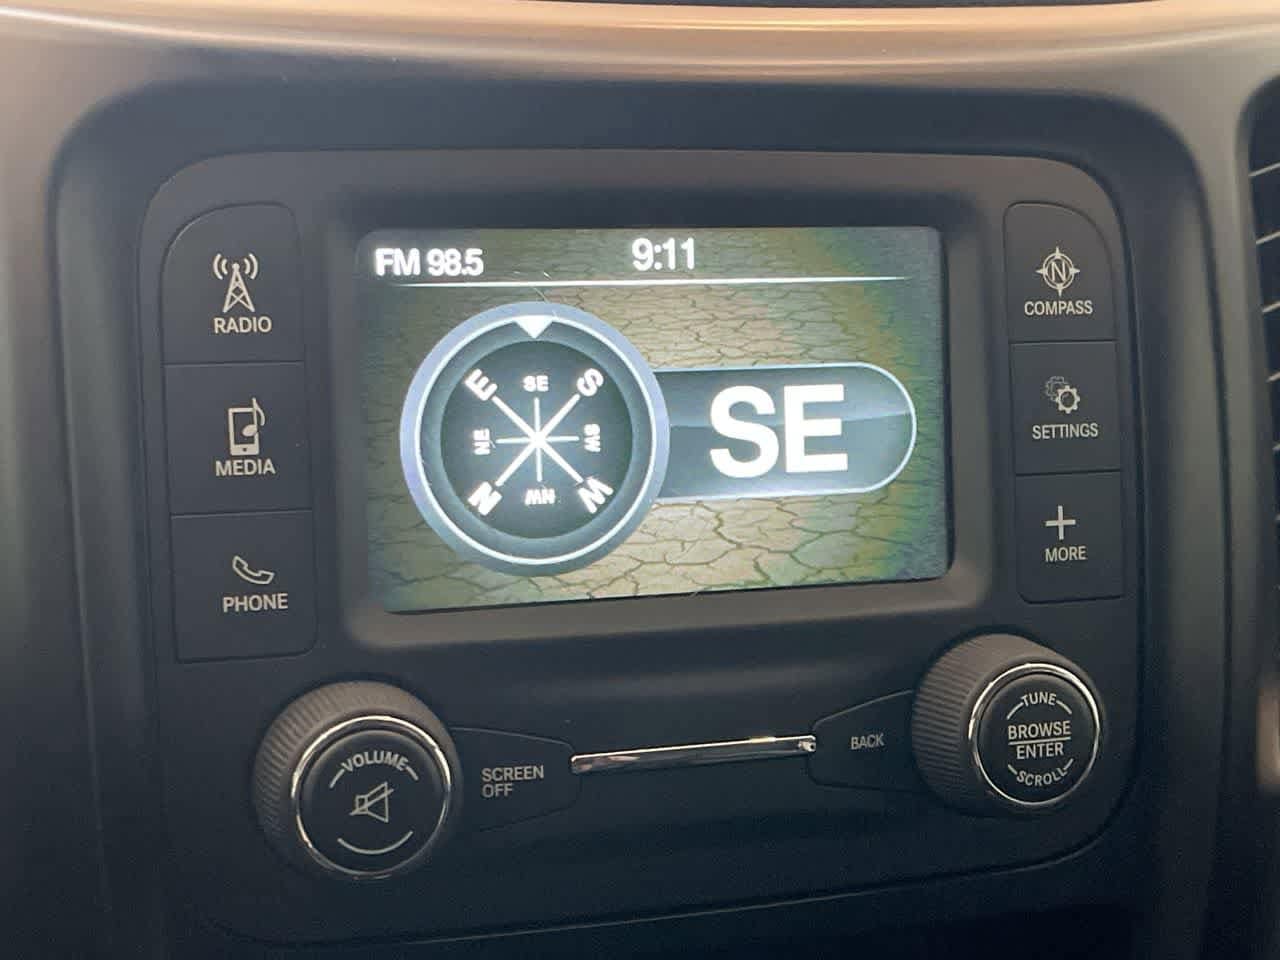 FM 98.5
9:11
RADIO
MEDIA
PHONE
E
SE
S
NE
SW
N
NW
W
SE
N
COMPASS
SETTINGS
MORE
VOLUME
SCREEN
OFF
BACK
TUNE
BROWSE
ENTER
SCROLL